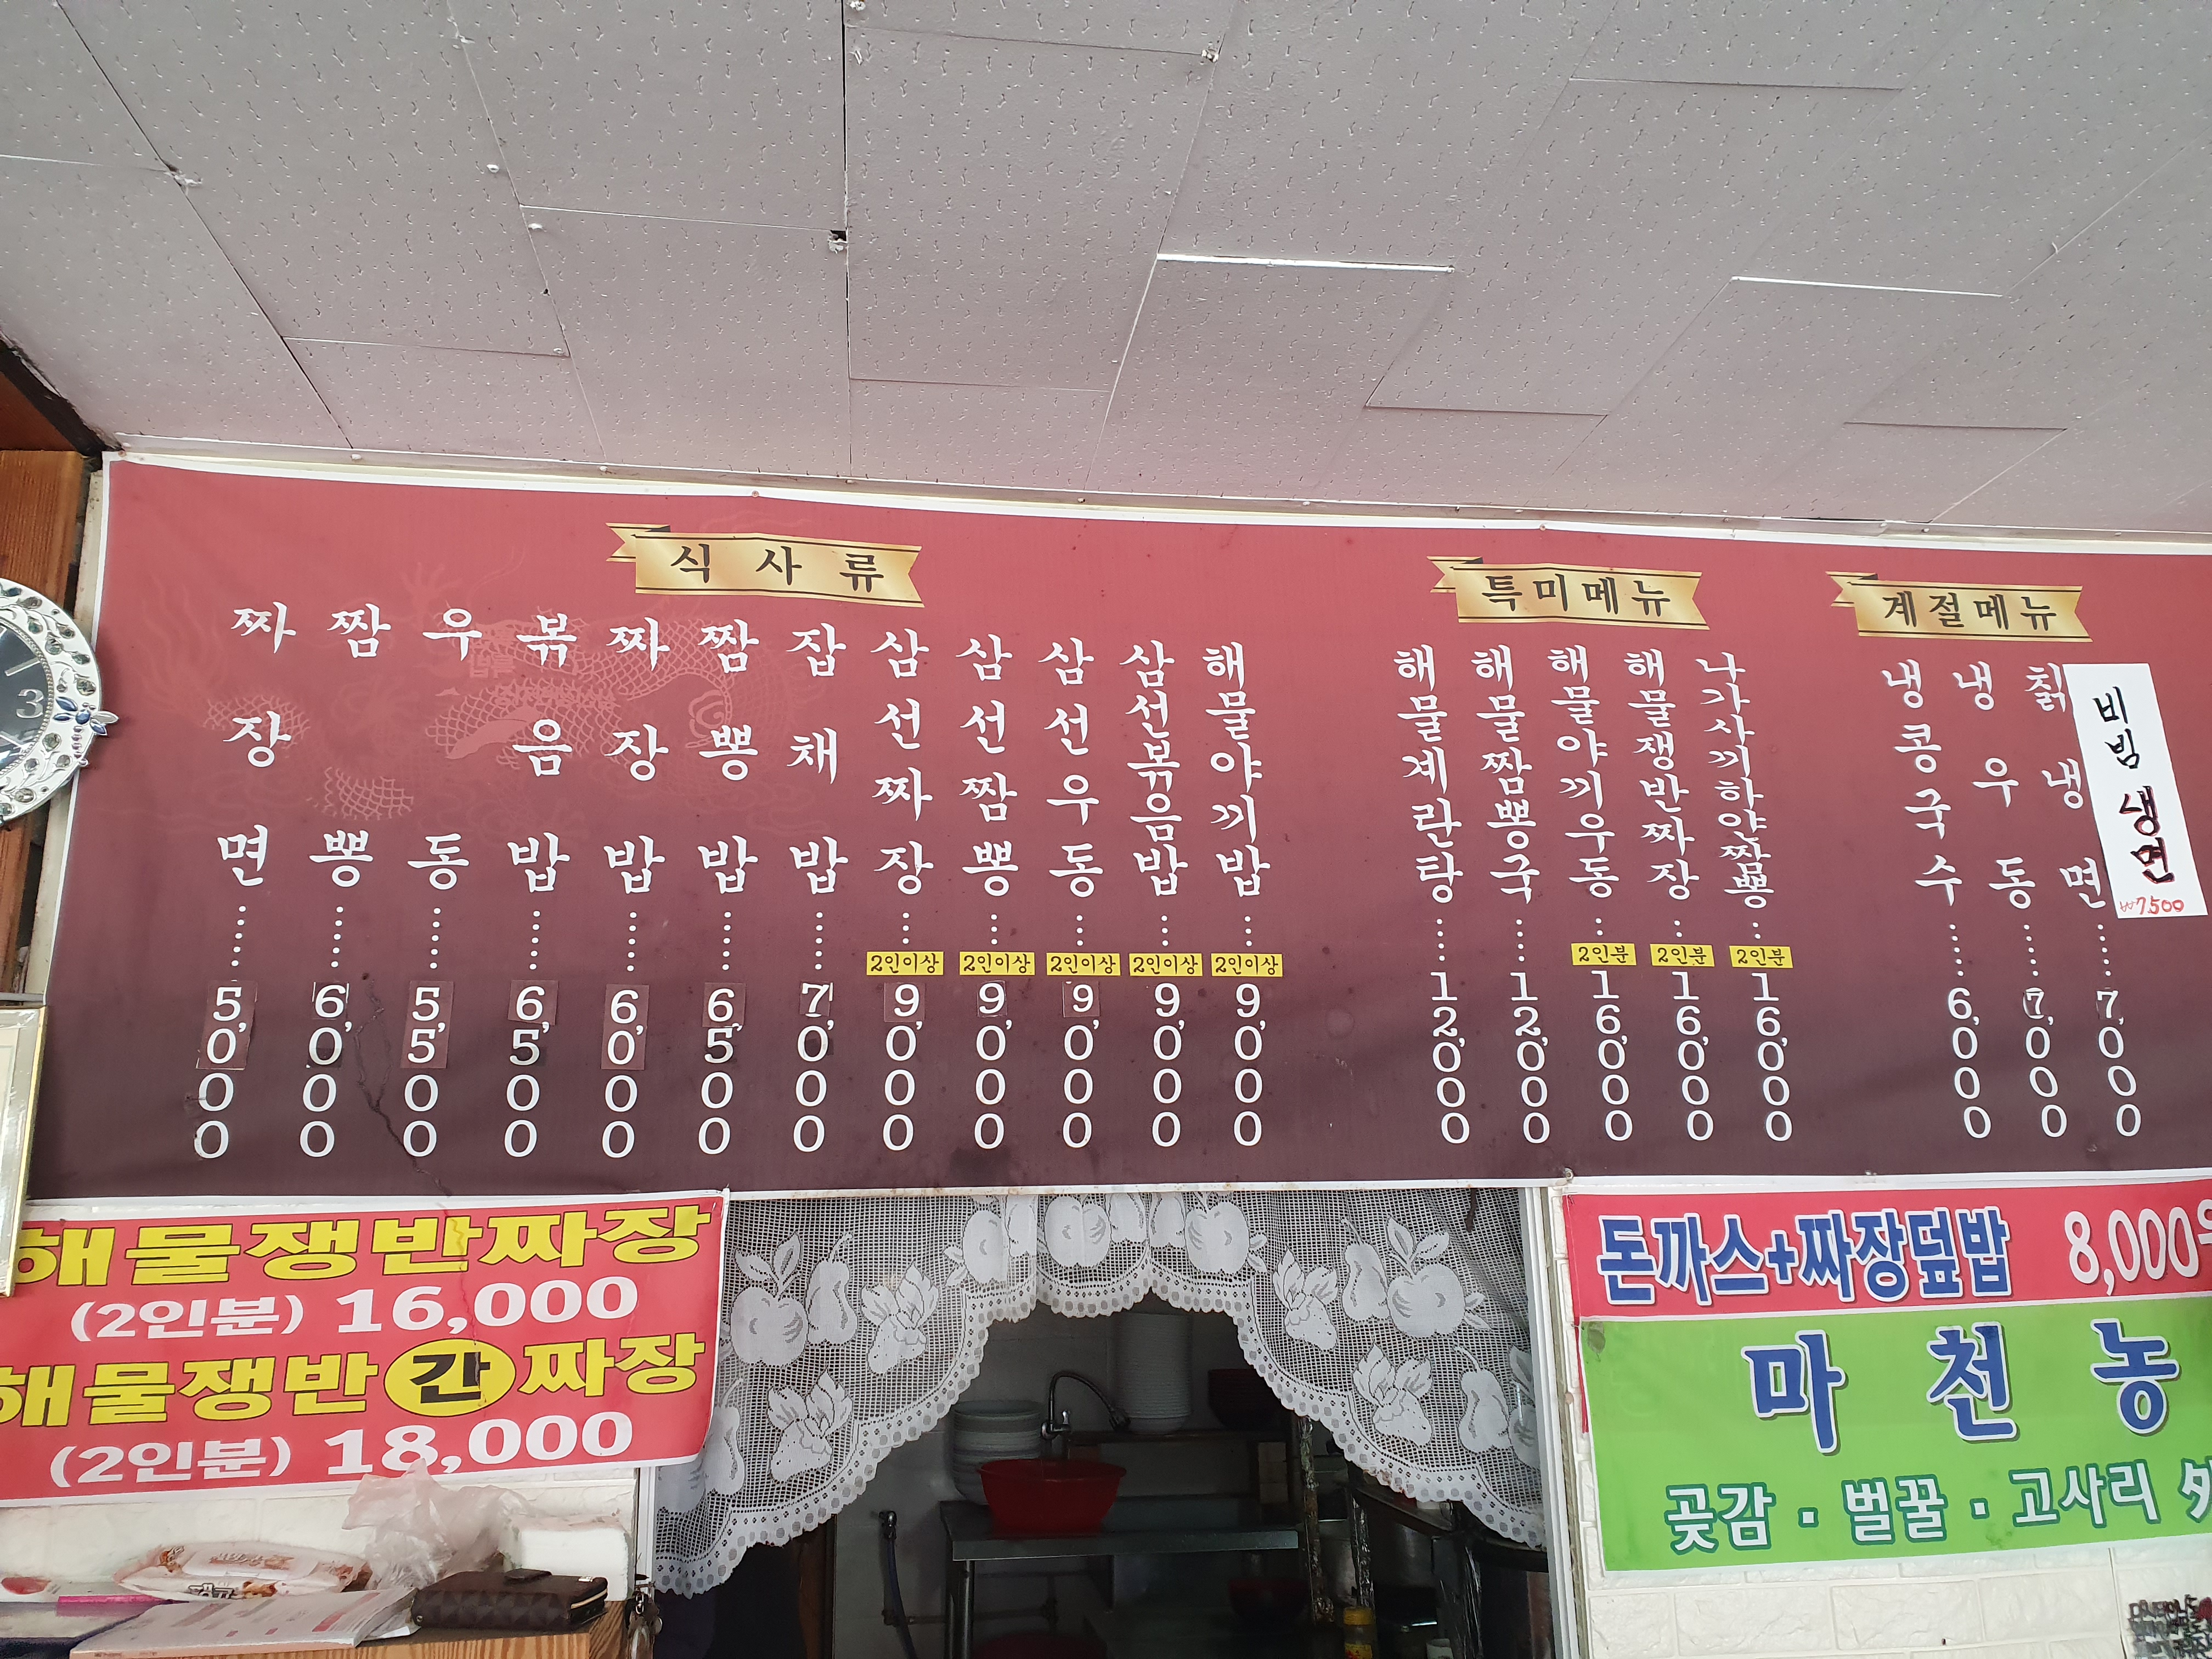 식사류
짜장면 5,000
짬뽕 6,000
우동 5,500
볶음밥 6,500
짜장밥 6,000
짬뽕밥 6,500
잡채밥 7,000
삼선짜장 2인이상 9,000
삼선짬뽕 2인이상 9,000
삼선우동 2인이상 9,000
삼선볶음밥 2인이상 9,000
해물야끼밥 2인이상 9,000
특미메뉴
해물계란탕 12,000
해물짬뽕국 12,000
해물야끼우동 2인분 16,000
해물쟁반짜장 2인분 16,000
나가사끼하얀짬뽕 2인분 16,000
계절메뉴
냉콩국수 6,000
냉우동 7,000
칡냉면 7,000
비빔냉면
₩7.500
해물쟁반짜장
(2인분) 16,000
해물쟁반간짜장
(2인분) 18,000
돈까스+짜장덮밥 8,000원
마천농
곶감 · 벌꿀 · 고사리
3